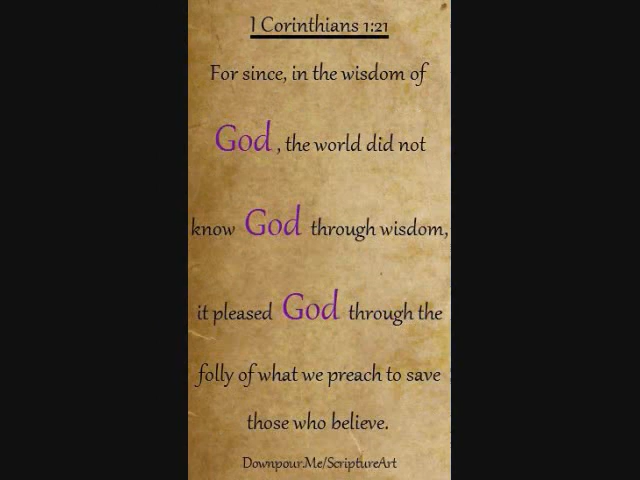 1 Corinthians 1:21
For since, in the wisdom of
God, the world did not
know God through wisdom,
it pleased God through the
folly of what we preach to save
those who believe.
Downpour.Me/ScriptureArt